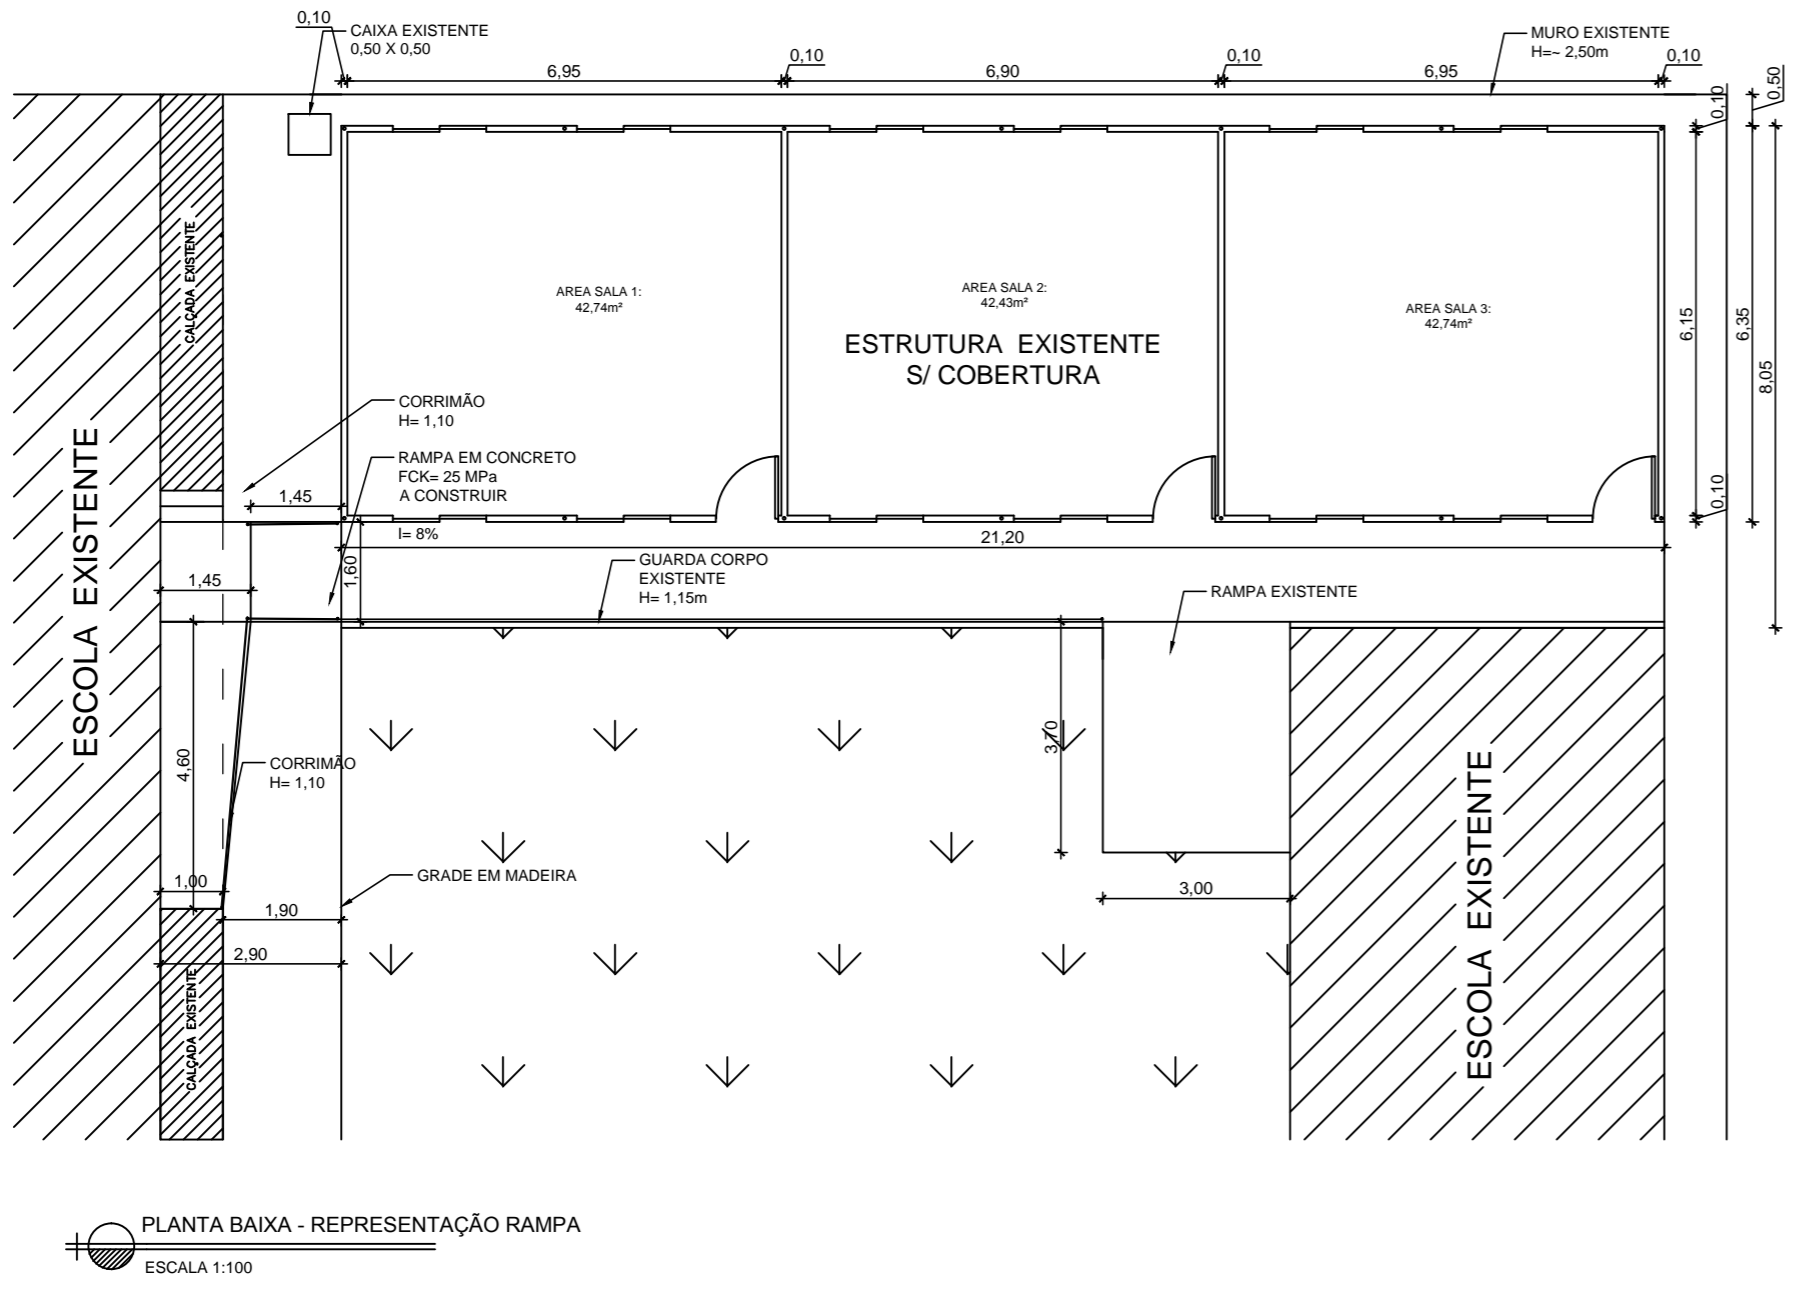 0,10
CAIXA EXISTENTE
0,50 X 0,50
6,95
0,10
6,90
0,10
6,95
MURO EXISTENTE
H=~ 2,50m
0,10
0,10
0,50
CALÇADA EXISTENTE
AREA SALA 1:
42,74m²
AREA SALA 2:
42,43m²
AREA SALA 3:
42,74m²
ESTRUTURA EXISTENTE
S/ COBERTURA
6,15
6,35
8,05
CORRIMÃO
H= 1,10
RAMPA EM CONCRETO
FCK= 25 MPa
A CONSTRUIR
1,45
0,10
I= 8%
21,20
ESCOLA EXISTENTE
1,45
1,60
GUARDA CORPO
EXISTENTE
H= 1,15m
RAMPA EXISTENTE
4,60
CORRIMÃO
H= 1,10
3,70
ESCOLA EXISTENTE
1,00
GRADE EM MADEIRA
3,00
1,90
2,90
CALÇADA EXISTENTE
PLANTA BAIXA - REPRESENTAÇÃO RAMPA
ESCALA 1:100